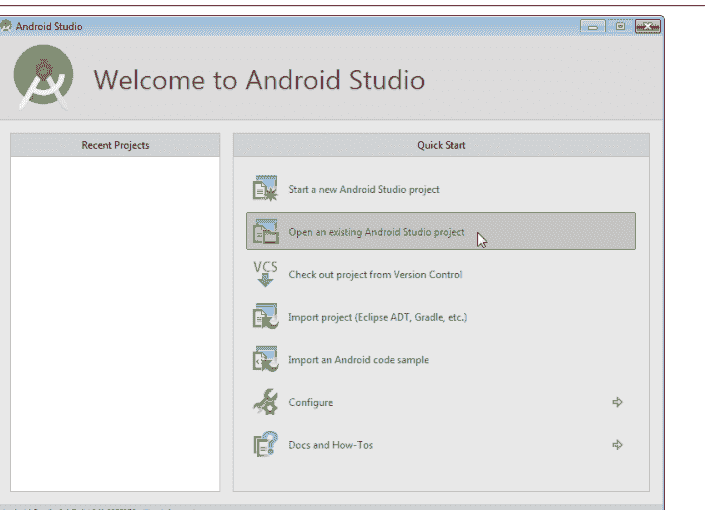 Android Studio
Welcome to Android Studio
Recent Projects
Quick Start
Start a new Android Studio project
Open an existing Android Studio project
VCS
Check out project from Version Control
Import project (Eclipse ADT, Gradle, etc.)
Import an Android code sample
Configure
Docs and How-Tos